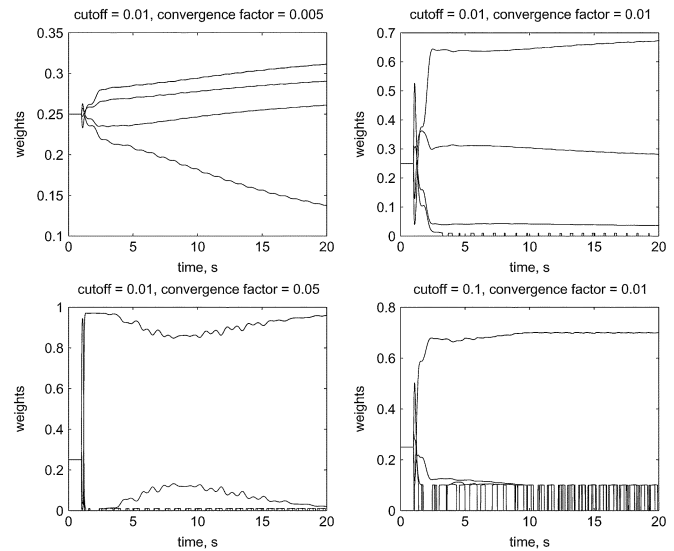 cutoff = 0.01, convergence factor = 0.005
0.35
0.3
0.25
0.2
0.15
0.1
weights
0 5 10 15 20
time, s
cutoff = 0.01, convergence factor = 0.01
0.7
0.6
0.5
0.4
0.3
0.2
0.1
0
weights
0 5 10 15 20
time, s
cutoff = 0.01, convergence factor = 0.05
1
0.8
0.6
0.4
0.2
0
weights
0 5 10 15 20
time, s
cutoff = 0.1, convergence factor = 0.01
0.8
0.6
0.4
0.2
0
weights
0 5 10 15 20
time, s